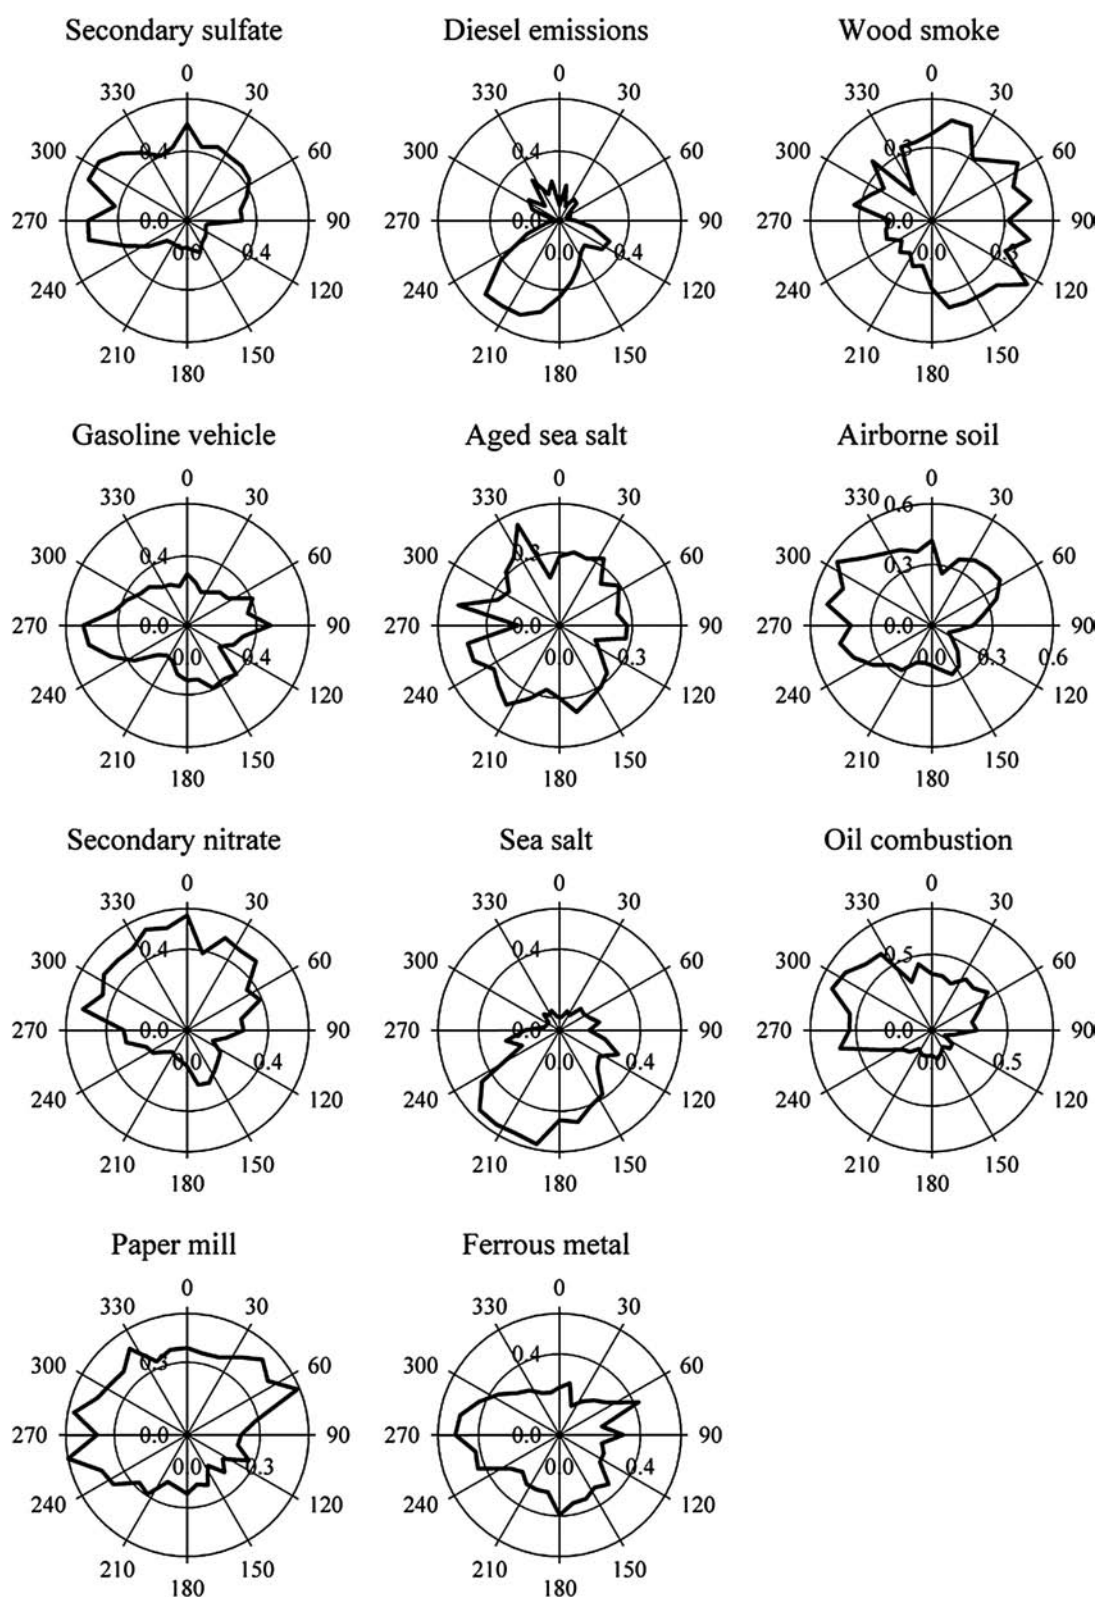 Secondary sulfate Diesel emissions Wood smoke
0 0 0
330 30 330 30 330 30
0.4 0.4 0.3
300 60 300 60 300 60
270 0.0 90 270 0.0 90 270 0.0 90
0.0 0.4 0.0 0.4 0.0 0.3
240 120 240 120 240 120
210 150 210 150 210 150
180 180 180
Gasoline vehicle Aged sea salt Airborne soil
0 0 0
330 30 330 30 330 0.6 30
0.4 0.3 0.3
300 60 300 60 300 60
270 0.0 90 270 0.0 90 270 0.0 90
0.0 0.4 0.0 0.3 0.0 0.3 0.6
240 120 240 120 240 120
210 150 210 150 210 150
180 180 180
Secondary nitrate Sea salt Oil combustion
0 0 0
330 30 330 30 330 30
0.4 0.4 0.5
300 60 300 60 300 60
270 0.0 90 270 0.0 90 270 0.0 90
0.0 0.4 0.0 0.4 0.0 0.5
240 120 240 120 240 120
210 150 210 150 210 150
180 180 180
Paper mill Ferrous metal
0 0
330 30 330 30
0.3 0.4
300 60 300 60
270 0.0 90 270 0.0 90
0.0 0.3 0.0 0.4
240 120 240 120
210 150 210 150
180 180